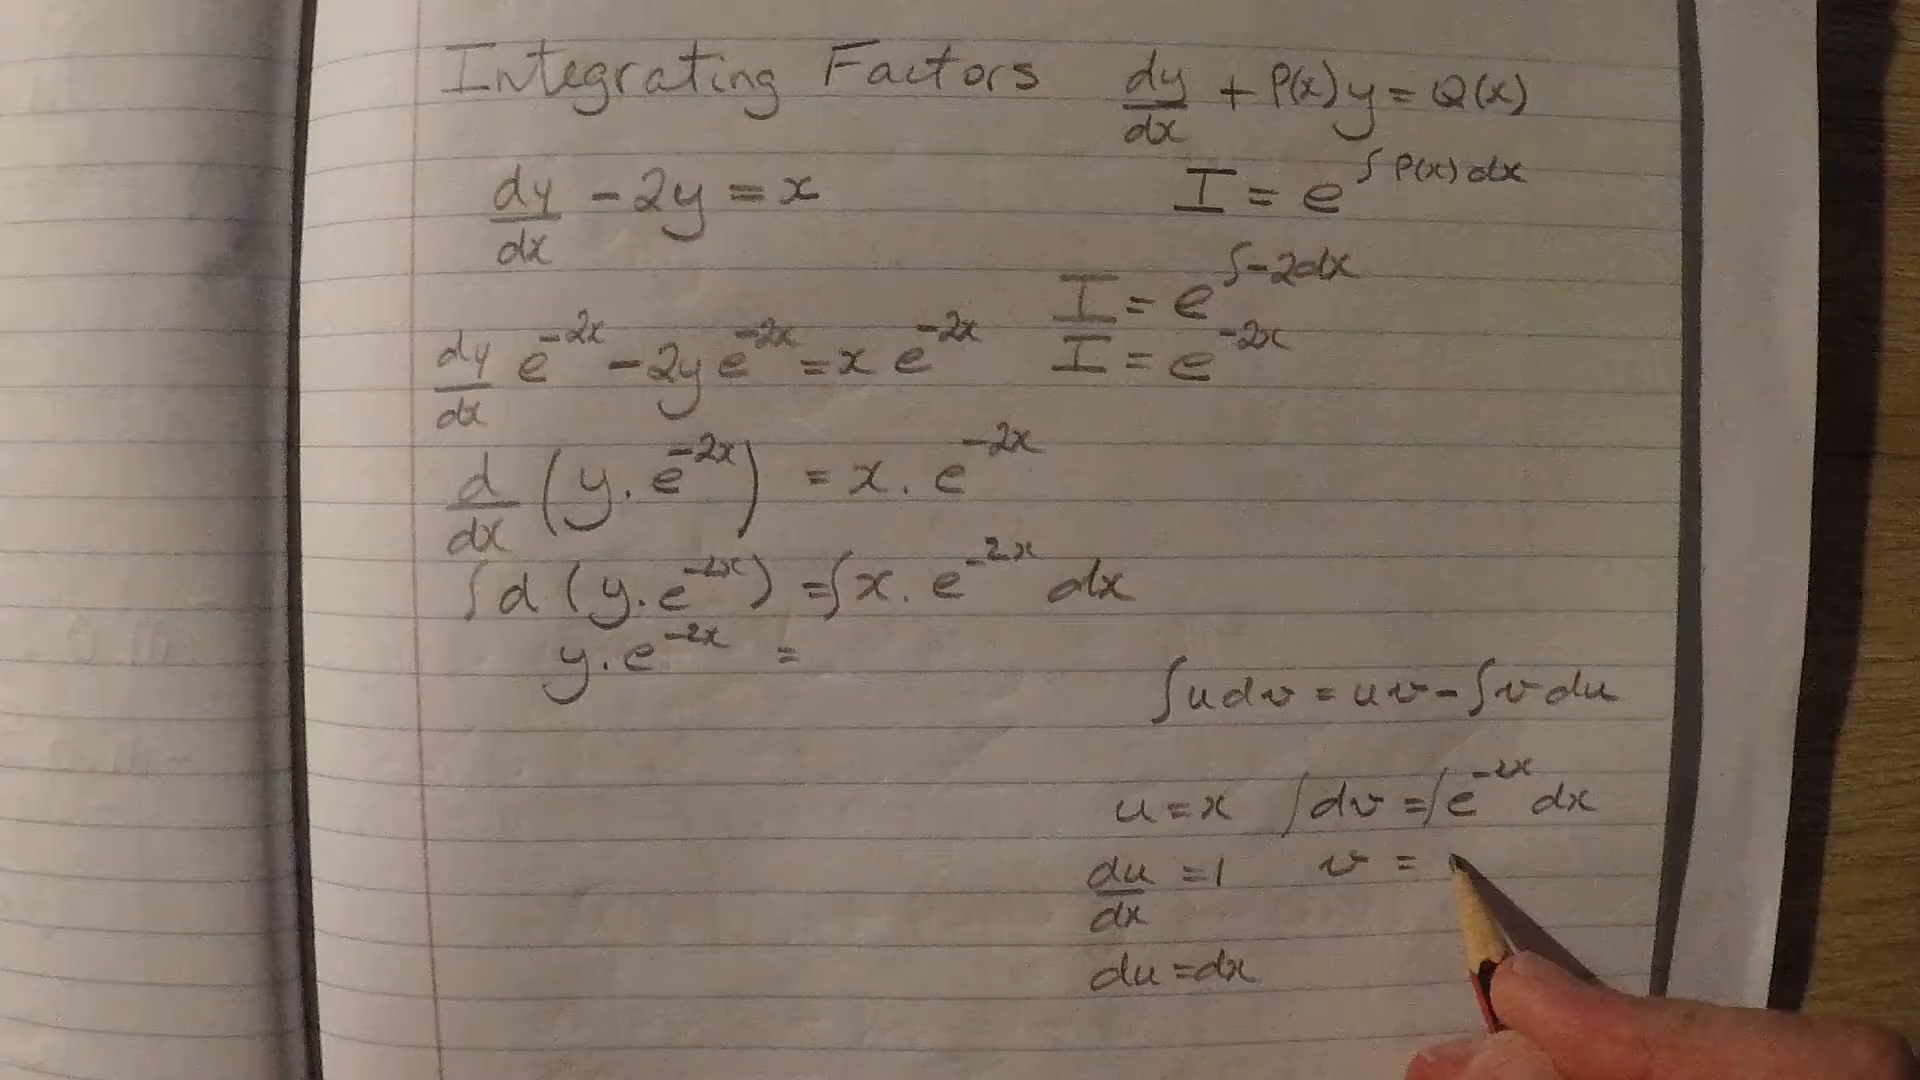 Integrating Factors dy/dx + P(x)y = Q(x)
dy/dx - 2y = x
I = e^∫P(x)dx
I = e^∫-2dx
dy/dx e^-2x - 2y e^-2x = x e^-2x
I = e^-2x
d/dx (y.e^-2x) = x.e^-2x
∫d(y.e^-2x) = ∫x.e^-2x dx
y.e^-2x =
∫udv = uv - ∫v du
u = x ∫dv = ∫e^-2x dx
du/dx = 1 v =
du = dx